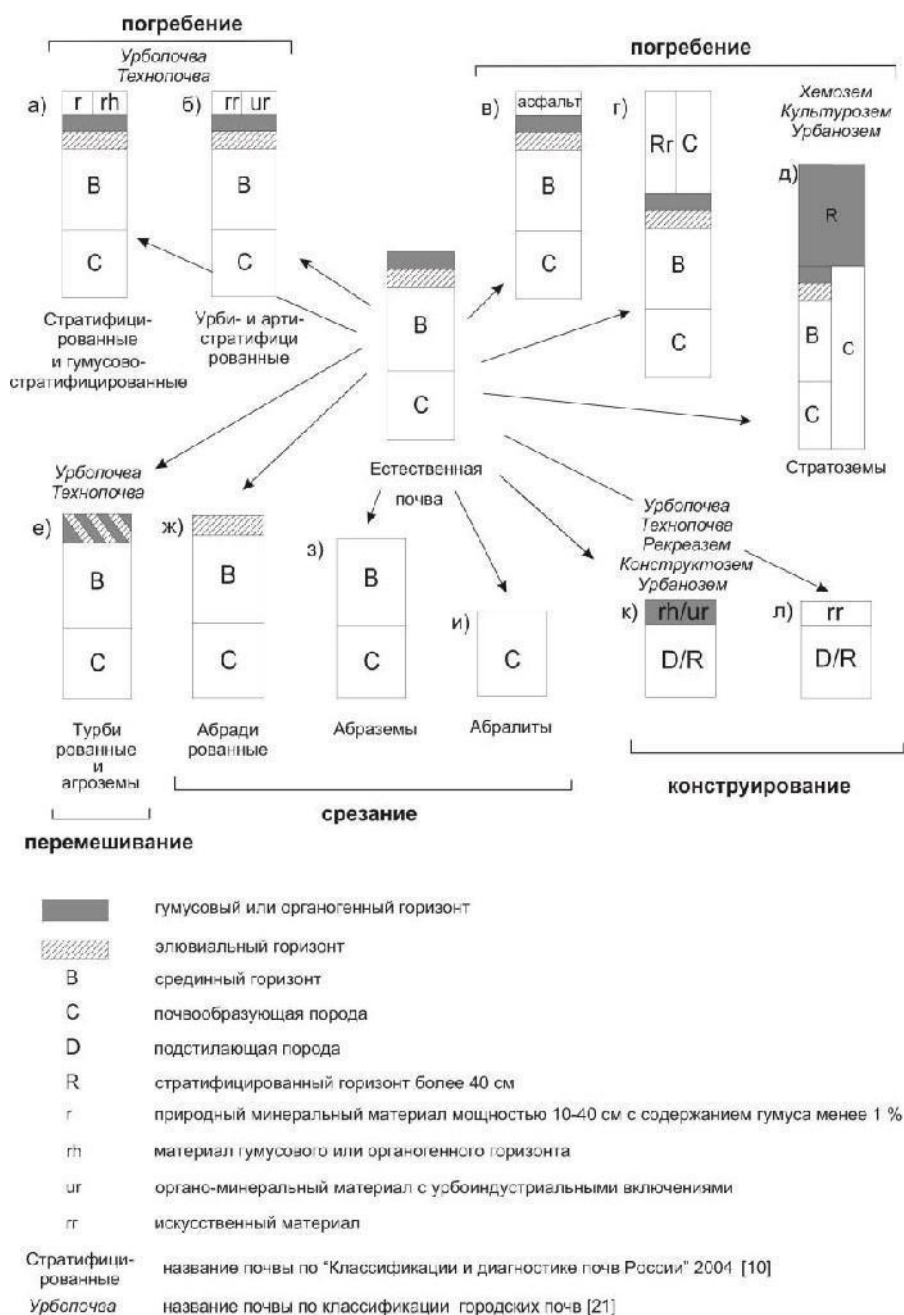 погребение
Урбопочва
Технопочва
а)
r
rh
B
C
Стратифици-
рованные
и гумусово-
стратифицированные
б)
rr
ur
B
C
Урби- и арти-
стратифици
рованные
погребение
в)
асфальт
B
C
г)
Rr
C
B
C
Хемозем
Культурозем
Урбанозем
д)
R
B
C
C
Стратоземы
B
C
Естественная
почва
Урбопочва
Технопочва
е)
B
C
Турби
рованные
и
агроземы
перемешивание
ж)
B
C
Абради
рованные
з)
B
C
Абраземы
и)
C
Абралиты
срезание
Урбопочва
Технопочва
Рекреазем
Конструктозем
Урбанозем
к)
rh/ur
D/R
л)
rr
D/R
конструирование
гумусовый или органогенный горизонт
элювиальный горизонт
B срединный горизонт
C почвообразующая порода
D подстилающая порода
R стратифицированный горизонт более 40 см
r природный минеральный материал мощностью 10-40 см с содержанием гумуса менее 1 %
rh материал гумусового или органогенного горизонта
ur органо-минеральный материал с урбоиндустриальными включениями
rr искусственный материал
Стратифици-
рованные название почвы по "Классификации и диагностике почв России" 2004 [10]
Урбопочва название почвы по классификации городских почв [21]